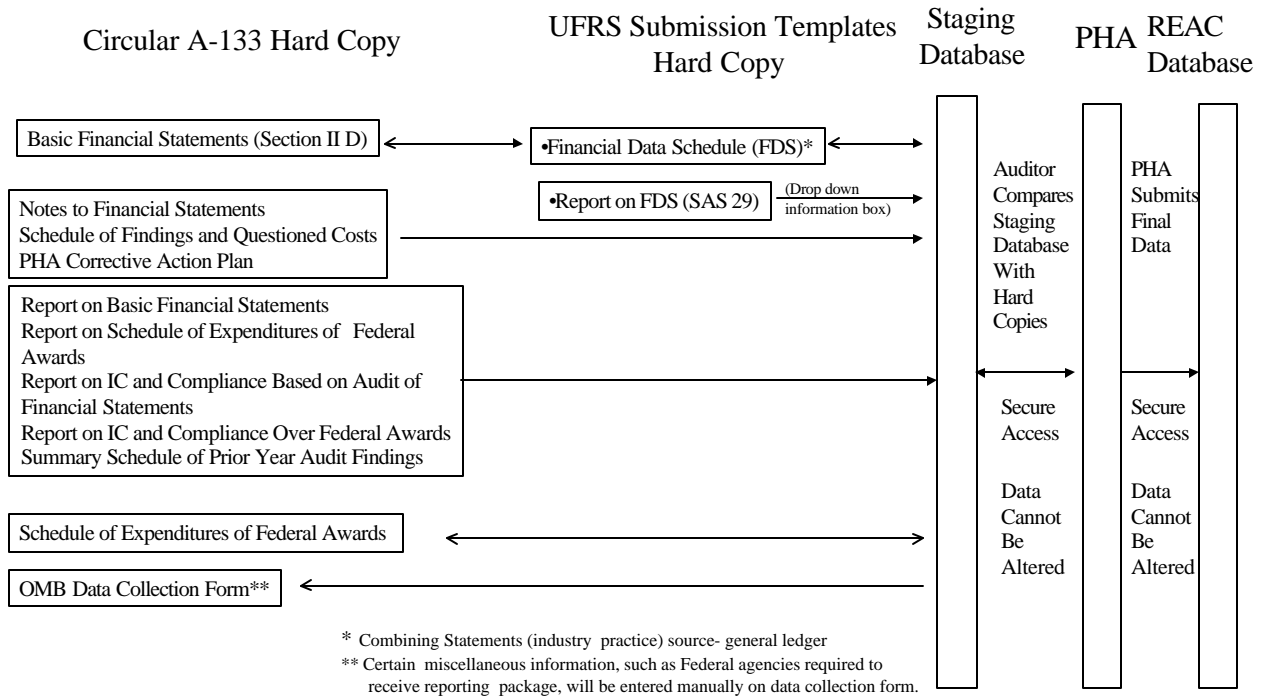 Circular A-133 Hard Copy
UFRS Submission Templates
Hard Copy
Staging
Database
PHA
REAC
Database
Basic Financial Statements (Section II D)
•Financial Data Schedule (FDS)*
•Report on FDS (SAS 29)
(Drop down
information box)
Notes to Financial Statements
Schedule of Findings and Questioned Costs
PHA Corrective Action Plan
Report on Basic Financial Statements
Report on Schedule of Expenditures of Federal
Awards
Report on IC and Compliance Based on Audit of
Financial Statements
Report on IC and Compliance Over Federal Awards
Summary Schedule of Prior Year Audit Findings
Schedule of Expenditures of Federal Awards
OMB Data Collection Form**
Auditor
Compares
Staging
Database
With
Hard
Copies
Secure
Access
Data
Cannot
Be
Altered
PHA
Submits
Final
Data
Secure
Access
Data
Cannot
Be
Altered
* Combining Statements (industry practice) source- general ledger
** Certain miscellaneous information, such as Federal agencies required to
receive reporting package, will be entered manually on data collection form.